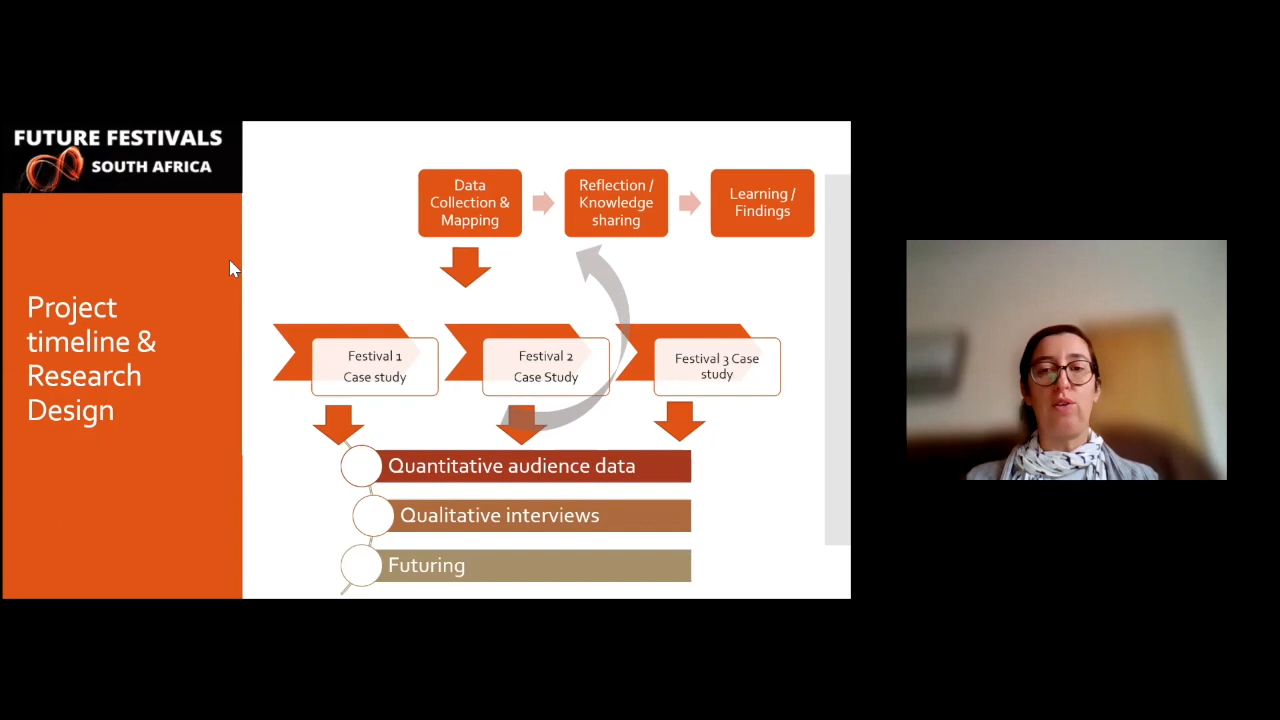 FUTURE FESTIVALS
SOUTH AFRICA
Project
timeline &
Research
Design
Data
Collection &
Mapping
Reflection /
Knowledge
sharing
Learning /
Findings
Festival 1
Case study
Festival 2
Case Study
Festival 3 Case
study
Quantitative audience data
Qualitative interviews
Futuring